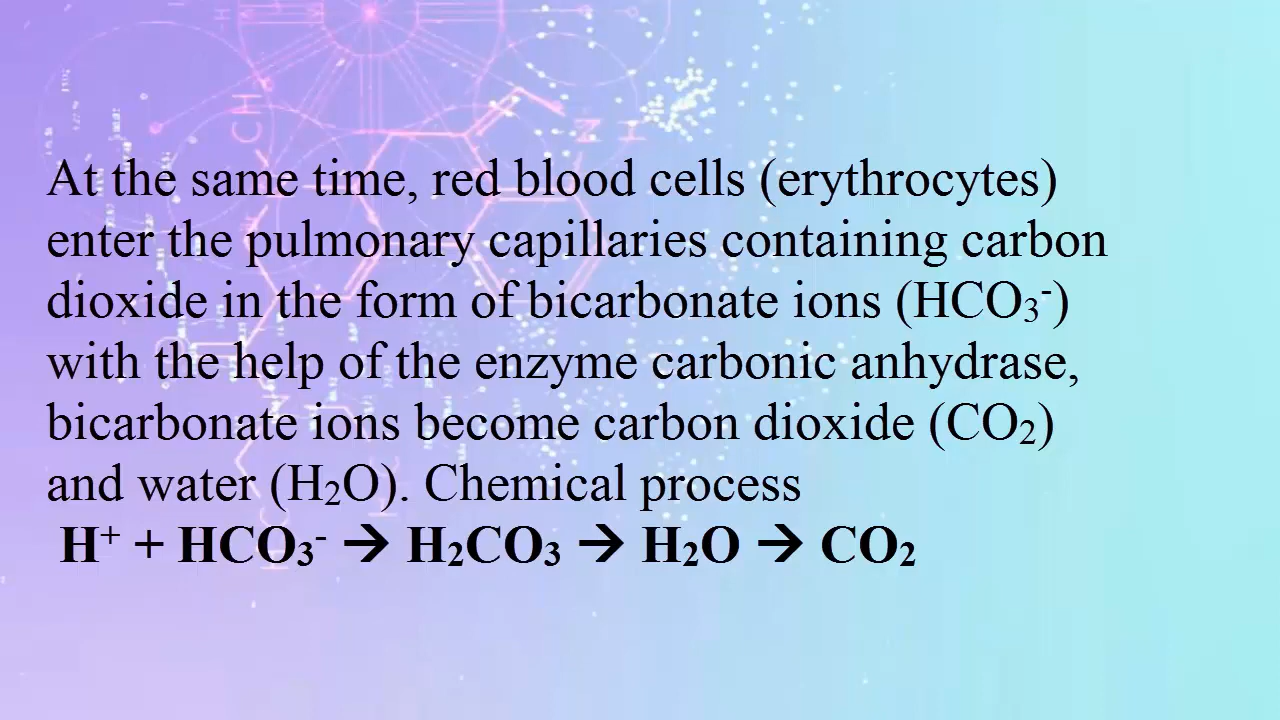 At the same time, red blood cells (erythrocytes)
enter the pulmonary capillaries containing carbon
dioxide in the form of bicarbonate ions (HCO₃⁻)
with the help of the enzyme carbonic anhydrase,
bicarbonate ions become carbon dioxide (CO₂)
and water (H₂O). Chemical process
H⁺ + HCO₃⁻ → H₂CO₃ → H₂O → CO₂
CH
N
H